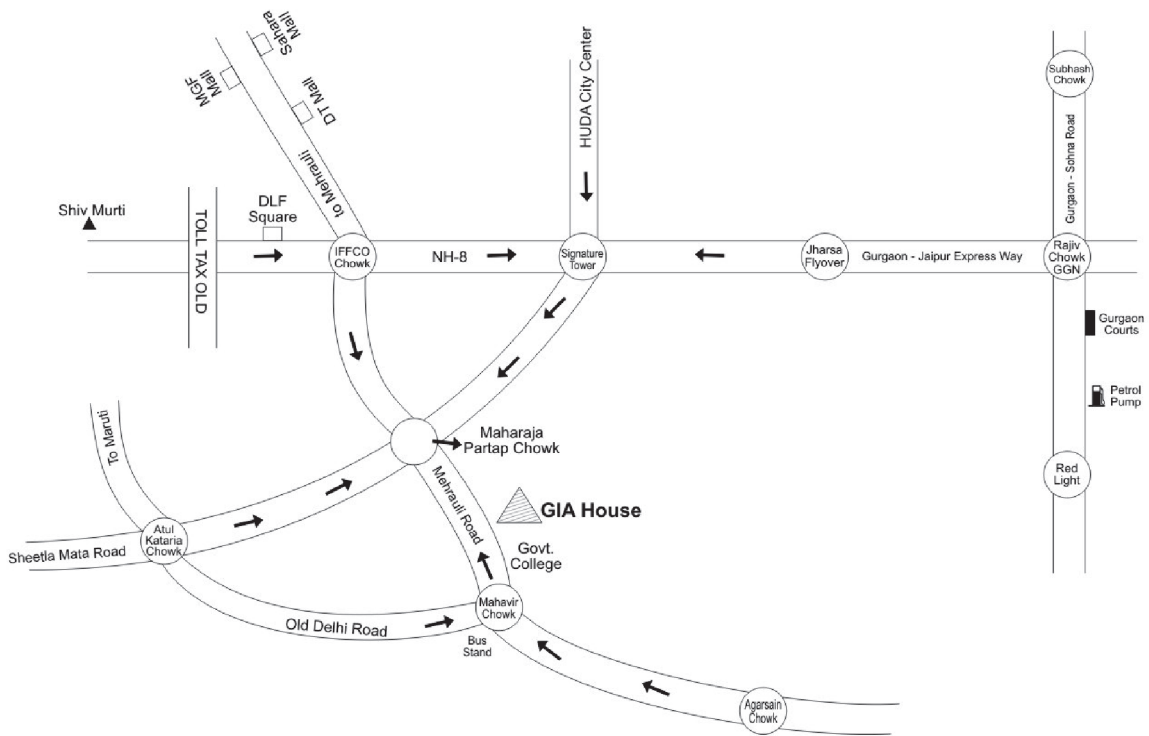 Sahara
Mall
MGF
Mall
DT Mall
to Mehrauli
HUDA City Center
Subhash
Chowk
Gurgaon - Sohna Road
Shiv Murti
TOLL TAX OLD
DLF
Square
IFFCO
Chowk
NH-8
Signature
Tower
Jharsa
Flyover
Gurgaon - Jaipur Express Way
Rajiv
Chowk
GGN
Gurgaon
Courts
Petrol
Pump
To Maruti
Maharaja
Partap Chowk
Mehrauli Road
Red
Light
GIA House
Atul
Kataria
Chowk
Sheetla Mata Road
Govt.
College
Old Delhi Road
Mahavir
Chowk
Bus
Stand
Agarsain
Chowk